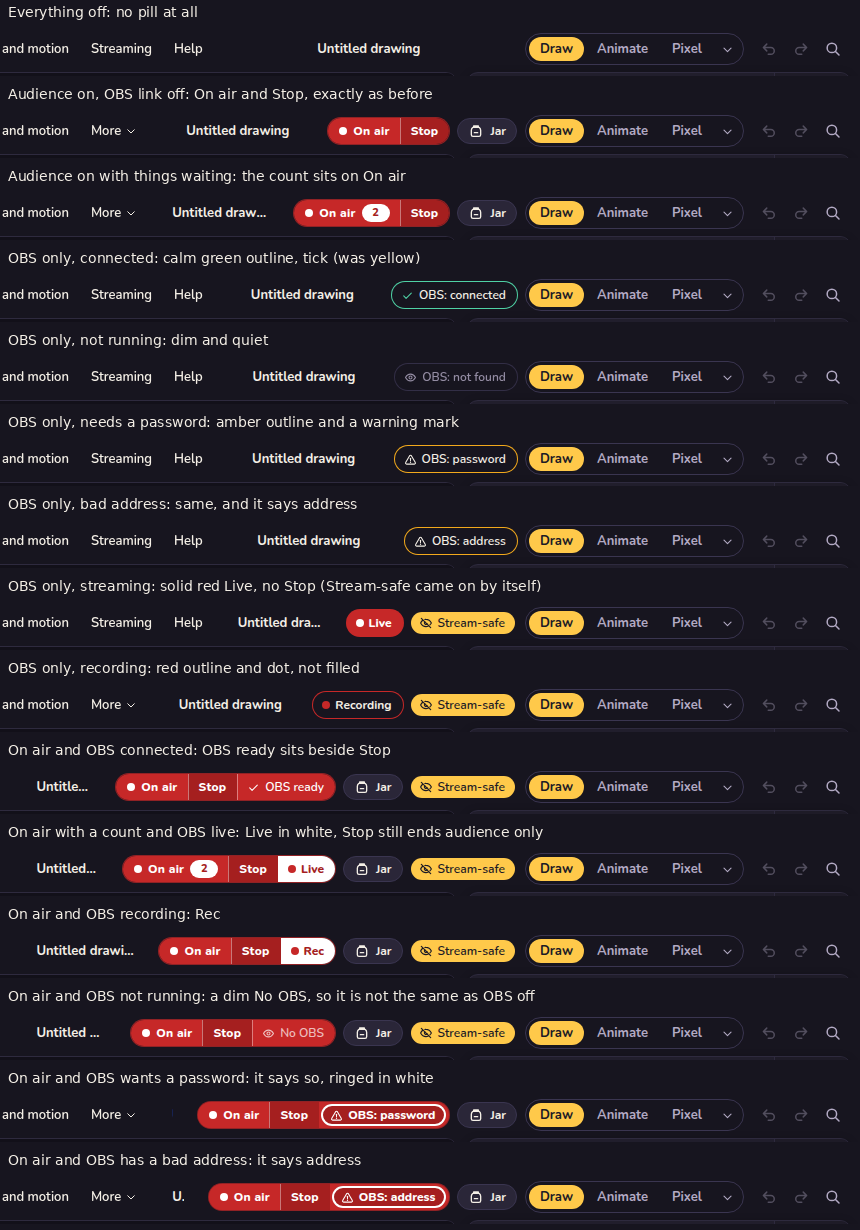 Everything off: no pill at all
and motion Streaming Help Untitled drawing Draw Animate Pixel
Audience on, OBS link off: On air and Stop, exactly as before
and motion More Untitled drawing On air Stop Jar Draw Animate Pixel
Audience on with things waiting: the count sits on On air
and motion More Untitled draw... On air 2 Stop Jar Draw Animate Pixel
OBS only, connected: calm green outline, tick (was yellow)
and motion Streaming Help Untitled drawing OBS: connected Draw Animate Pixel
OBS only, not running: dim and quiet
and motion Streaming Help Untitled drawing OBS: not found Draw Animate Pixel
OBS only, needs a password: amber outline and a warning mark
and motion Streaming Help Untitled drawing OBS: password Draw Animate Pixel
OBS only, bad address: same, and it says address
and motion Streaming Help Untitled drawing OBS: address Draw Animate Pixel
OBS only, streaming: solid red Live, no Stop (Stream-safe came on by itself)
and motion Streaming Help Untitled dra... Live Stream-safe Draw Animate Pixel
OBS only, recording: red outline and dot, not filled
and motion More Untitled drawing Recording Stream-safe Draw Animate Pixel
On air and OBS connected: OBS ready sits beside Stop
Untitle... On air Stop OBS ready Jar Stream-safe Draw Animate Pixel
On air with a count and OBS live: Live in white, Stop still ends audience only
Untitled... On air 2 Stop Live Jar Stream-safe Draw Animate Pixel
On air and OBS recording: Rec
Untitled drawi... On air Stop Rec Jar Stream-safe Draw Animate Pixel
On air and OBS not running: a dim No OBS, so it is not the same as OBS off
Untitled ... On air Stop No OBS Jar Stream-safe Draw Animate Pixel
On air and OBS wants a password: it says so, ringed in white
and motion More On air Stop OBS: password Jar Draw Animate Pixel
On air and OBS has a bad address: it says address
and motion More U. On air Stop OBS: address Jar Draw Animate Pixel